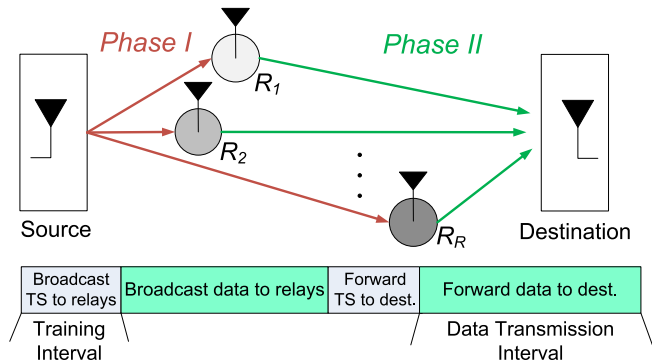 Phase I
Phase II
R1
R2
RR
Source
Destination
Broadcast
TS to relays
Broadcast data to relays
Forward
TS to dest.
Forward data to dest.
Training
Interval
Data Transmission
Interval